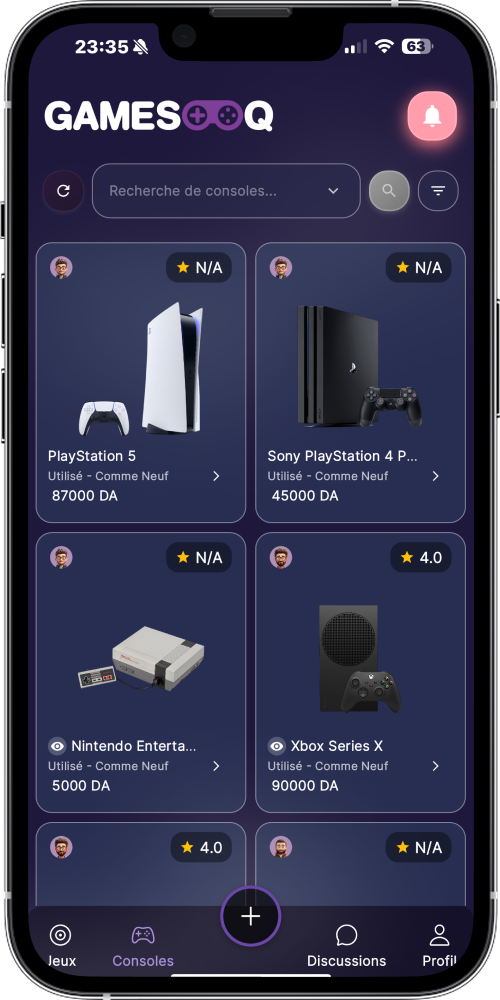 23:35
63
GAMESOOQ
Recherche de consoles...
N/A
N/A
PlayStation 5
Utilisé - Comme Neuf
87000 DA
Sony PlayStation 4 P...
Utilisé - Comme Neuf
45000 DA
N/A
4.0
Nintendo Enterta...
Utilisé - Comme Neuf
5000 DA
Xbox Series X
Utilisé - Comme Neuf
90000 DA
4.0
N/A
Jeux
Consoles
Discussions
Profil